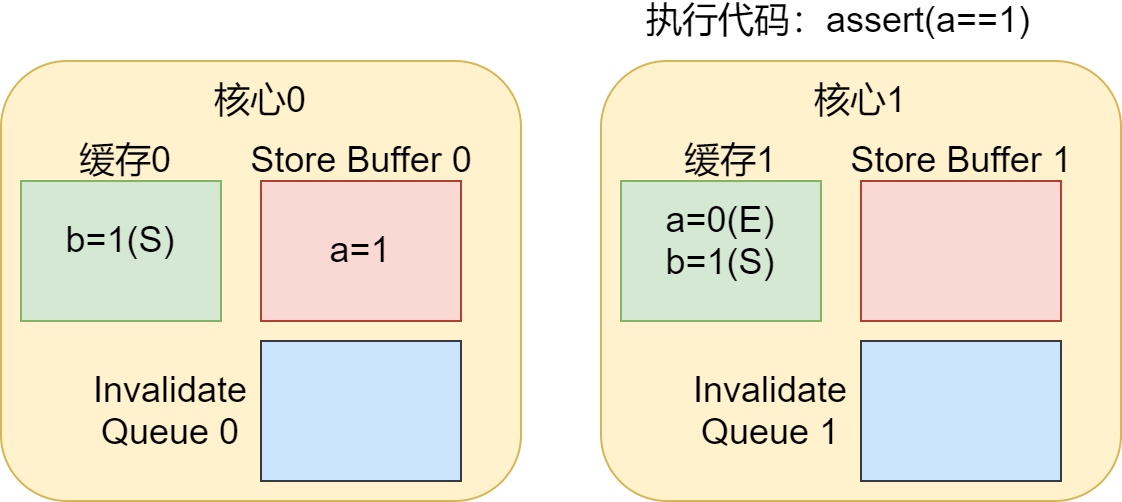 执行代码：assert(a==1)
核心0
缓存0
Store Buffer 0
b=1(S)
a=1
Invalidate
Queue 0
核心1
缓存1
Store Buffer 1
a=0(E)
b=1(S)
Invalidate
Queue 1